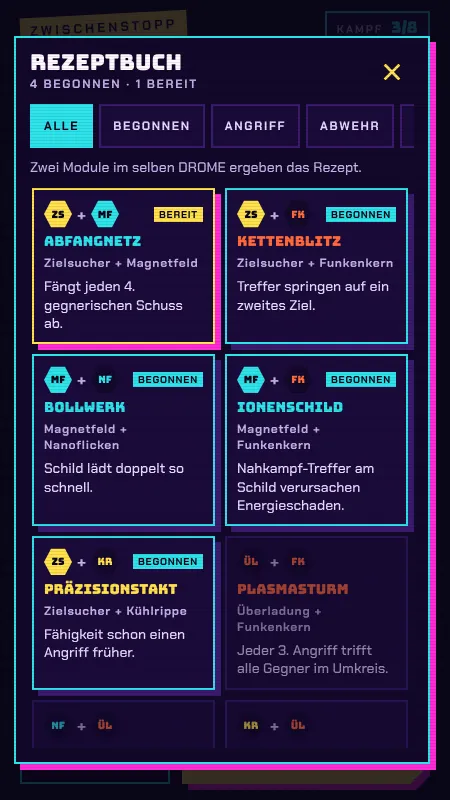 ZWISCHENSTOPP
KAMPF 3/8
REZEPTBUCH
4 BEGONNEN · 1 BEREIT
ALLE
BEGONNEN
ANGRIFF
ABWEHR
Zwei Module im selben DROME ergeben das Rezept.
ZS + MF BEREIT
ABFANGNETZ
Zielsucher + Magnetfeld
Fängt jeden 4.
gegnerischen Schuss
ab.
ZS + FK BEGONNEN
KETTENBLITZ
Zielsucher + Funkenkern
Treffer springen auf ein
zweites Ziel.
MF + NF BEGONNEN
BOLLWERK
Magnetfeld +
Nanoflicken
Schild lädt doppelt so
schnell.
MF + FK BEGONNEN
IONENSCHILD
Magnetfeld +
Funkenkern
Nahkampf-Treffer am
Schild verursachen
Energieschaden.
ZS + KR BEGONNEN
PRÄZISIONSTAKT
Zielsucher + Kühlrippe
Fähigkeit schon einen
Angriff früher.
ÜL + FK
PLASMASTURM
Überladung +
Funkenkern
Jeder 3. Angriff trifft
alle Gegner im Umkreis.
NF + ÜL
KR + ÜL